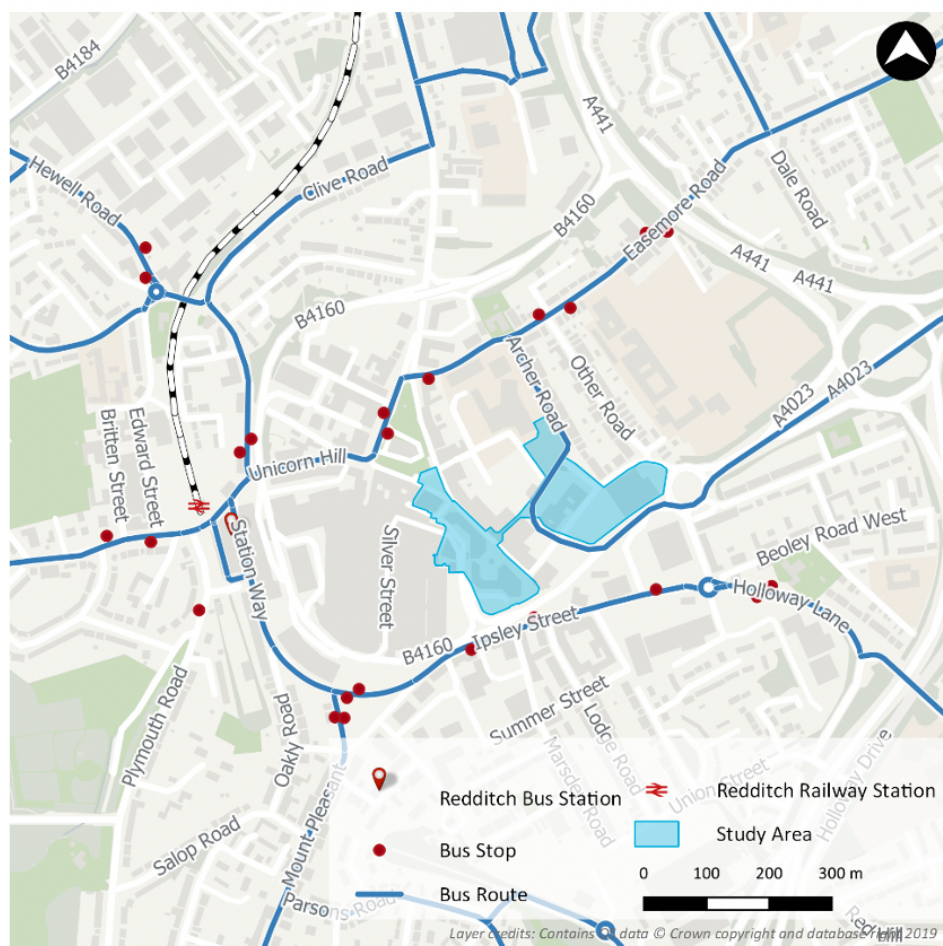 B4184
A441
Hewell Road
Clive Road
Dale Road
B4160
Easemore Road
A441
A441
B4160
Archer Road
Other Road
A4023
A4023
Britten Street
Edward Street
Unicorn Hill
Silver Street
Station Way
Beoley Road West
Holloway Lane
Ipsley Street
B4160
Plymouth Road
Oakly Road
Summer Street
Lodge Road
Marsden Road
Union Street
Holloway Drive
Salop Road
Mount Pleasant
Parsons Road
Redditch Bus Station
Redditch Railway Station
Study Area
Bus Stop
0 100 200 300 m
Bus Route
Layer credits: Contains OS data © Crown copyright and database right 2019